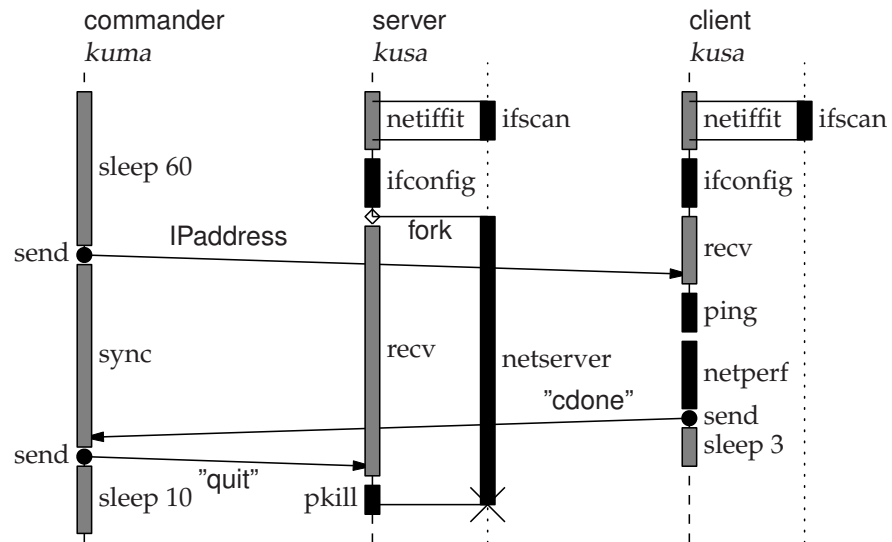 commander server client
kuma kusa kusa
netiffit ifscan netiffit ifscan
sleep 60 ifconfig ifconfig
IPaddress fork recv
send
ping
sync recv netserver netperf
”cdone” send
sleep 3
send
”quit”
sleep 10 pkill